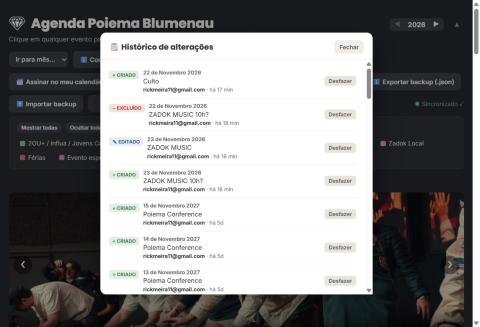 Agenda Poiema Blumenau
2026
Clique em qualquer evento p
Histórico de alterações
Fechar
Ir para mês...
Assinar no meu calendár
Exportar backup (.json)
Importar backup
Sincronizado ✓
Mostrar todas
Ocultar toda
20U+ / Influa / Jovens Ca
Zadok Local
Férias
Evento esp
+ CRIADO
22 de Novembro 2026
Culto
rickmeira11@gmail.com · há 17 min
Desfazer
− EXCLUÍDO
22 de Novembro 2026
ZADOK MUSIC 10h?
rickmeira11@gmail.com · há 18 min
Desfazer
✎ EDITADO
23 de Novembro 2026
ZADOK MUSIC
rickmeira11@gmail.com · há 18 min
Desfazer
+ CRIADO
23 de Novembro 2026
ZADOK MUSIC 10h?
rickmeira11@gmail.com · há 18 min
Desfazer
+ CRIADO
15 de Novembro 2027
Poiema Conference
rickmeira11@gmail.com · há 5d
Desfazer
+ CRIADO
14 de Novembro 2027
Poiema Conference
rickmeira11@gmail.com · há 5d
Desfazer
+ CRIADO
13 de Novembro 2027
Poiema Conference
rickmeira11@gmail.com · há 5d
Desfazer